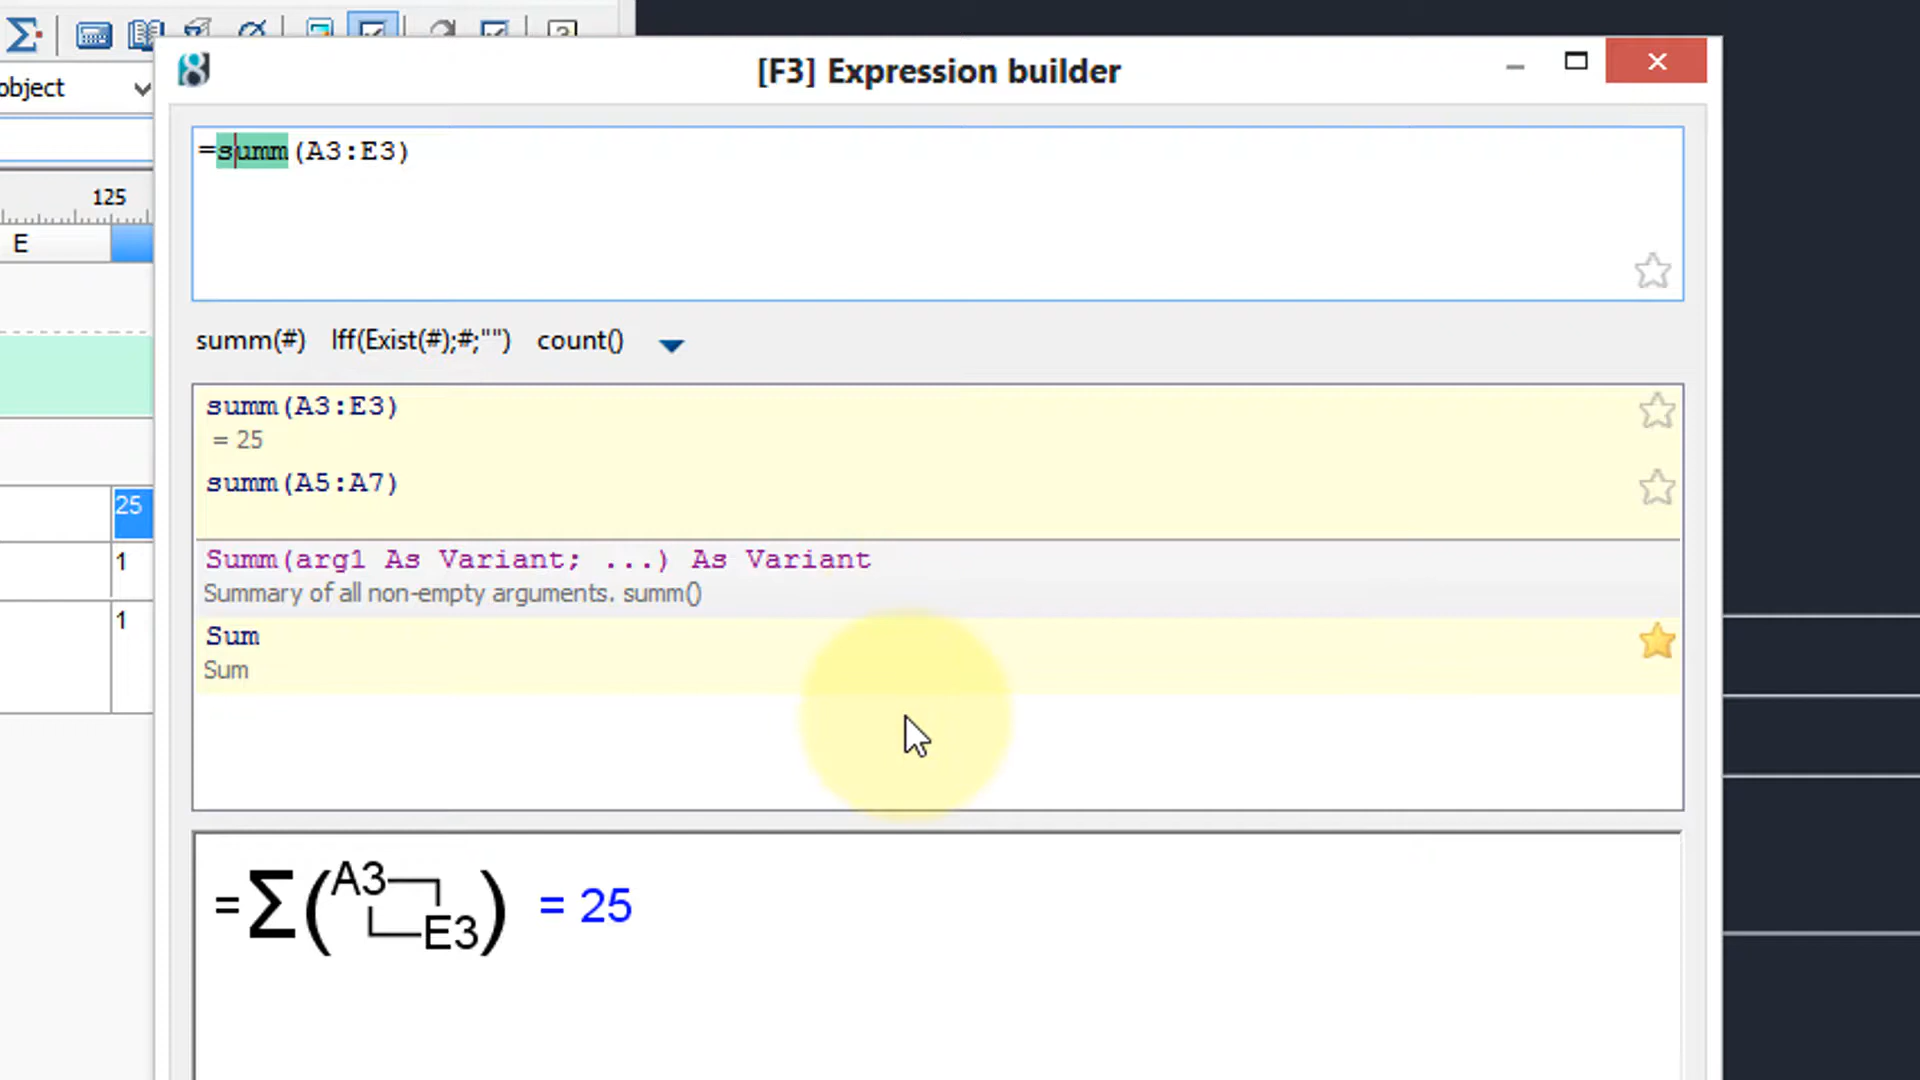 [F3] Expression builder
object
=summ(A3:E3)
125
E
summ(#) Iff(Exist(#);#;"") count()
summ(A3:E3)
= 25
summ(A5:A7)
25
Summ(arg1 As Variant; ...) As Variant
1
Summary of all non-empty arguments. summ()
1
Sum
Sum
=Σ(A3 E3) = 25